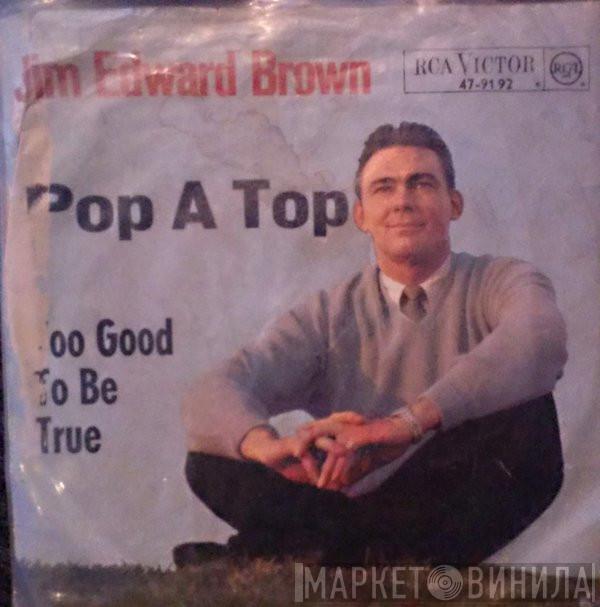 Jim Edward Brown
RCA VICTOR
47-9192
RCA
Pop A Top
Too Good
To Be
True
МАРКЕТ ВИНИЛА